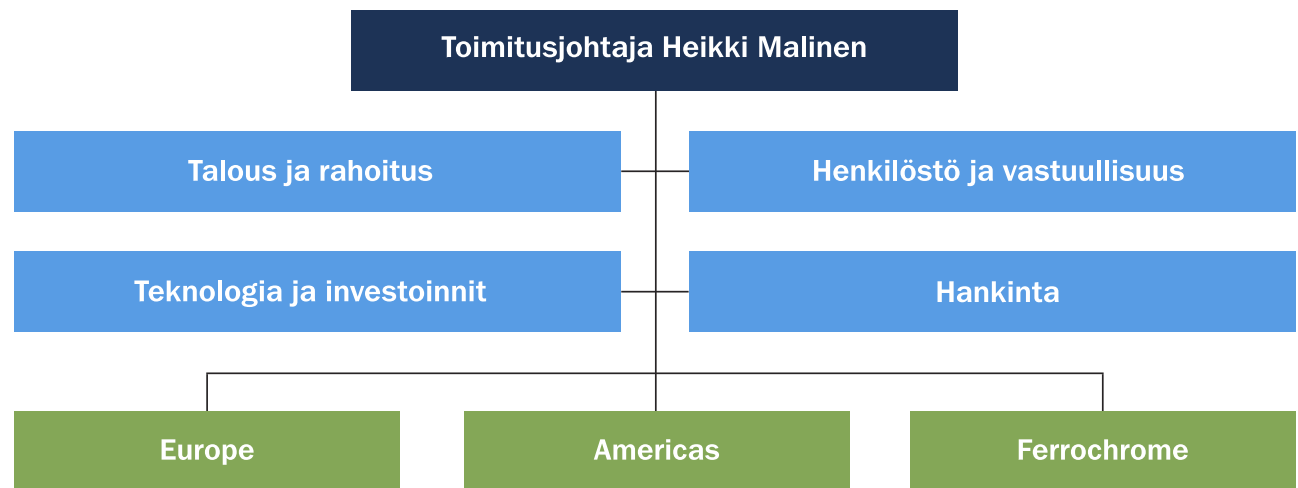 Toimitusjohtaja Heikki Malinen
Talous ja rahoitus
Henkilöstö ja vastuullisuus
Teknologia ja investoinnit
Hankinta
Europe
Americas
Ferrochrome